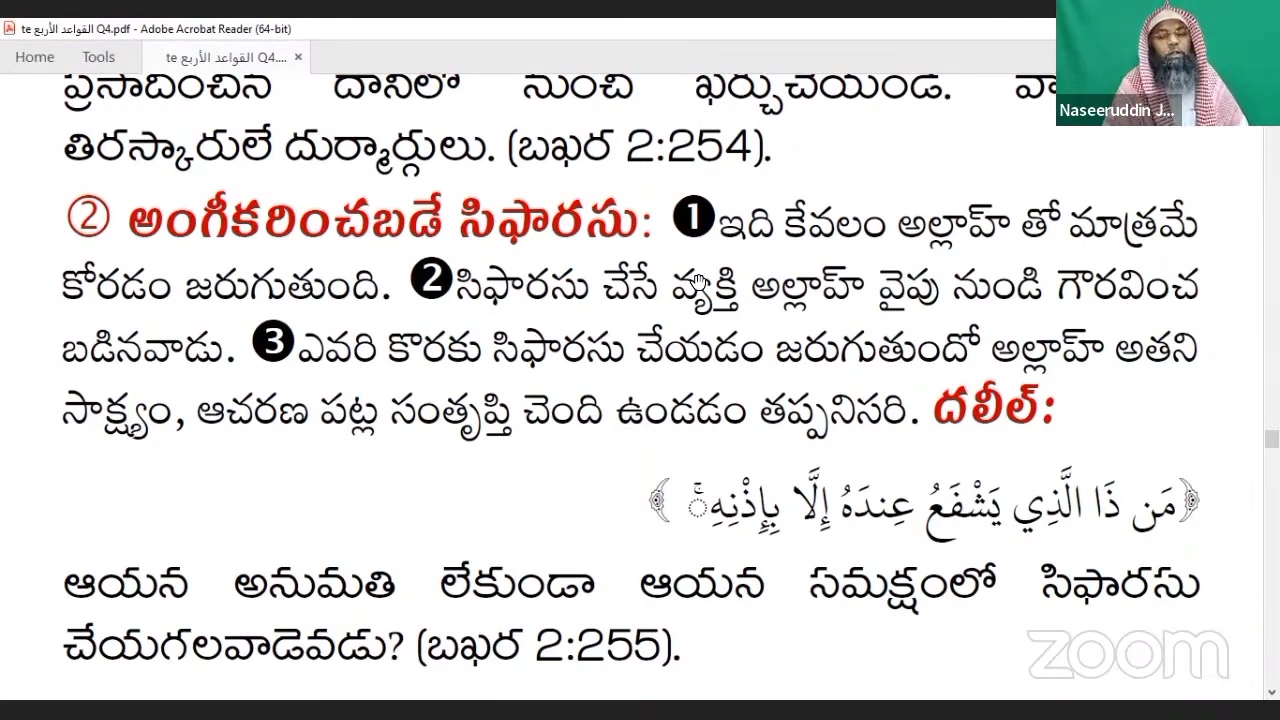 te القواعد الأربع Q4.pdf - Adobe Acrobat Reader (64-bit)
Home Tools te القواعد الأربع Q4.... ×
Naseeruddin J...
ప్రసాదించిన దానిలో నుంచి ఖర్చుచేయండి.
తిరస్కారులే దుర్మార్గులు. (బఖర 2:254).
② అంగీకరించబడే సిఫారసు: ❶ఇది కేవలం అల్లాహ్ తో మాత్రమే
కోరడం జరుగుతుంది. ❷సిఫారసు చేసే వ్యక్తి అల్లాహ్ వైపు నుండి గౌరవించ
బడినవాడు. ❸ఎవరి కొరకు సిఫారసు చేయడం జరుగుతుందో అల్లాహ్ అతని
సాక్ష్యం, ఆచరణ పట్ల సంతృప్తి చెంది ఉండడం తప్పనిసరి. దలీల్:
﴿مَن ذَا الَّذِي يَشْفَعُ عِندَهُ إِلَّا بِإِذْنِهِۚ ﴾
ఆయన అనుమతి లేకుండా ఆయన సమక్షంలో సిఫారసు
చేయగలవాడెవడు? (బఖర 2:255).
zoom